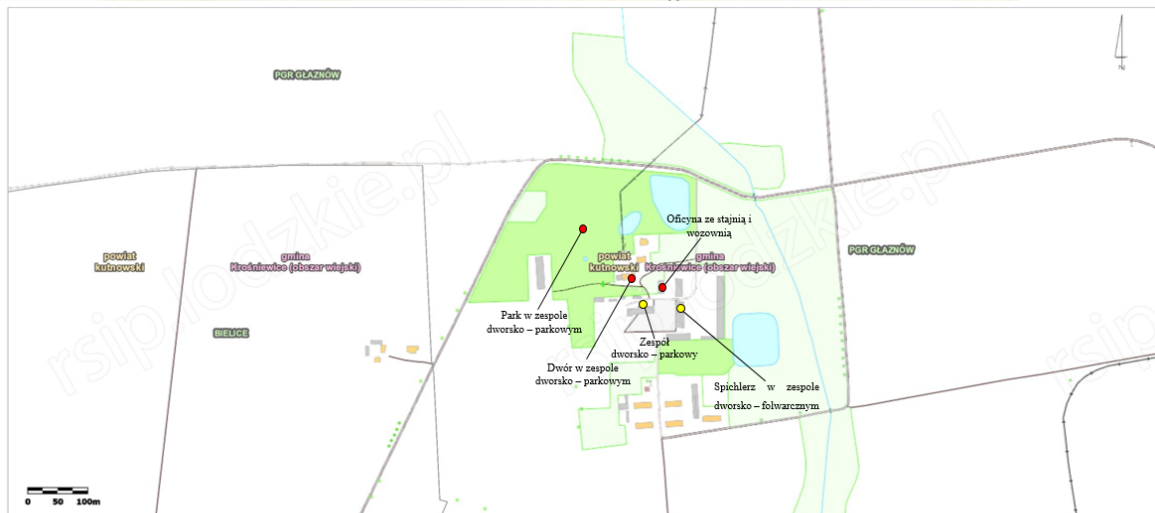 PGR GŁAZNÓW
N
rsip.lodzkie.pl
rsip.lodzkie.pl
rsip.lodzkie.pl
Oficyna ze stajnią i
wozownią
powiat
kutnowski
gmina
Krośniewice (obszar wiejski)
powiat
kutnowski
gmina
Krośniewice (obszar wiejski)
PGR GŁAZNÓW
Park w zespole
dworsko – parkowym
BIELICE
Zespół
dworsko – parkowy
Dwór w zespole
dworsko – parkowym
Spichlerz w zespole
dworsko – folwarcznym
0 50 100m